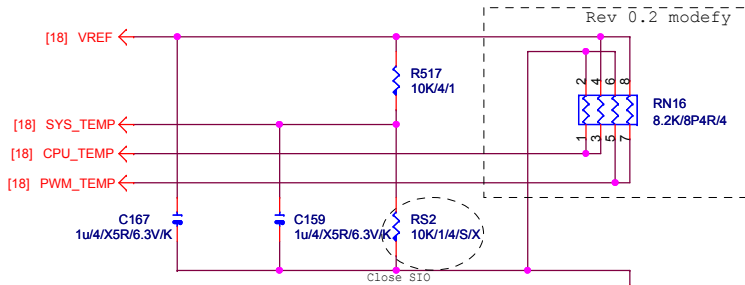 Rev 0.2 modefy
[18] VREF
R517
10K/4/1
2
4
6
8
RN16
8.2K/8P4R/4
[18] SYS_TEMP
1
3
5
7
[18] CPU_TEMP
[18] PWM_TEMP
C167
1u/4/X5R/6.3V/K
C159
1u/4/X5R/6.3V/K
RS2
10K/1/4/S/X
Close SIO